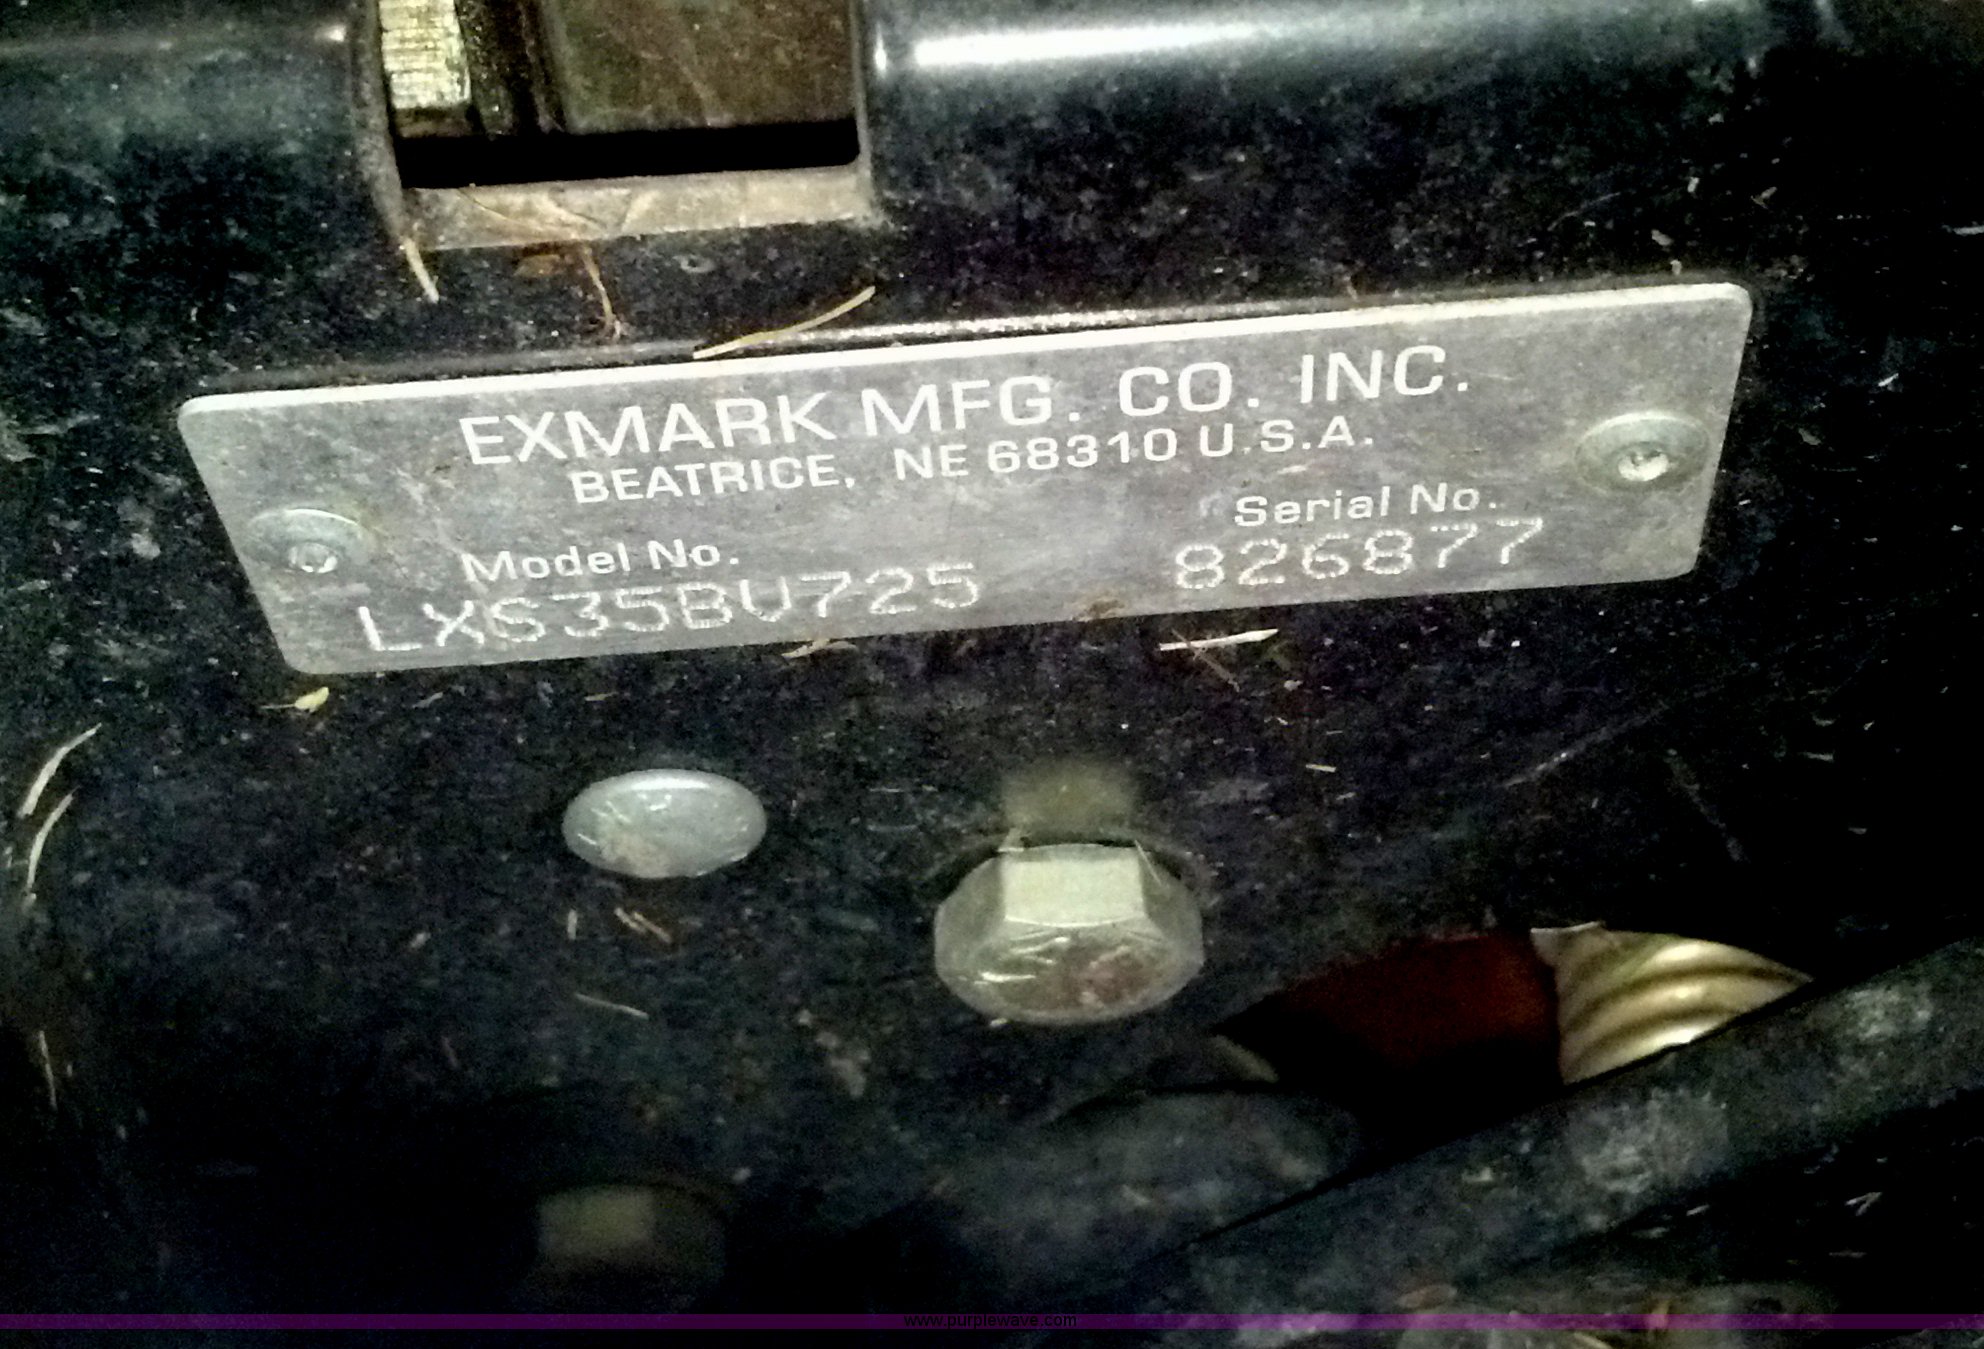 EXMARK MFG. CO. INC.
BEATRICE, NE 68310 U.S.A.
Model No.
LXS35BV725
Serial No.
826877
www.purplewave.com